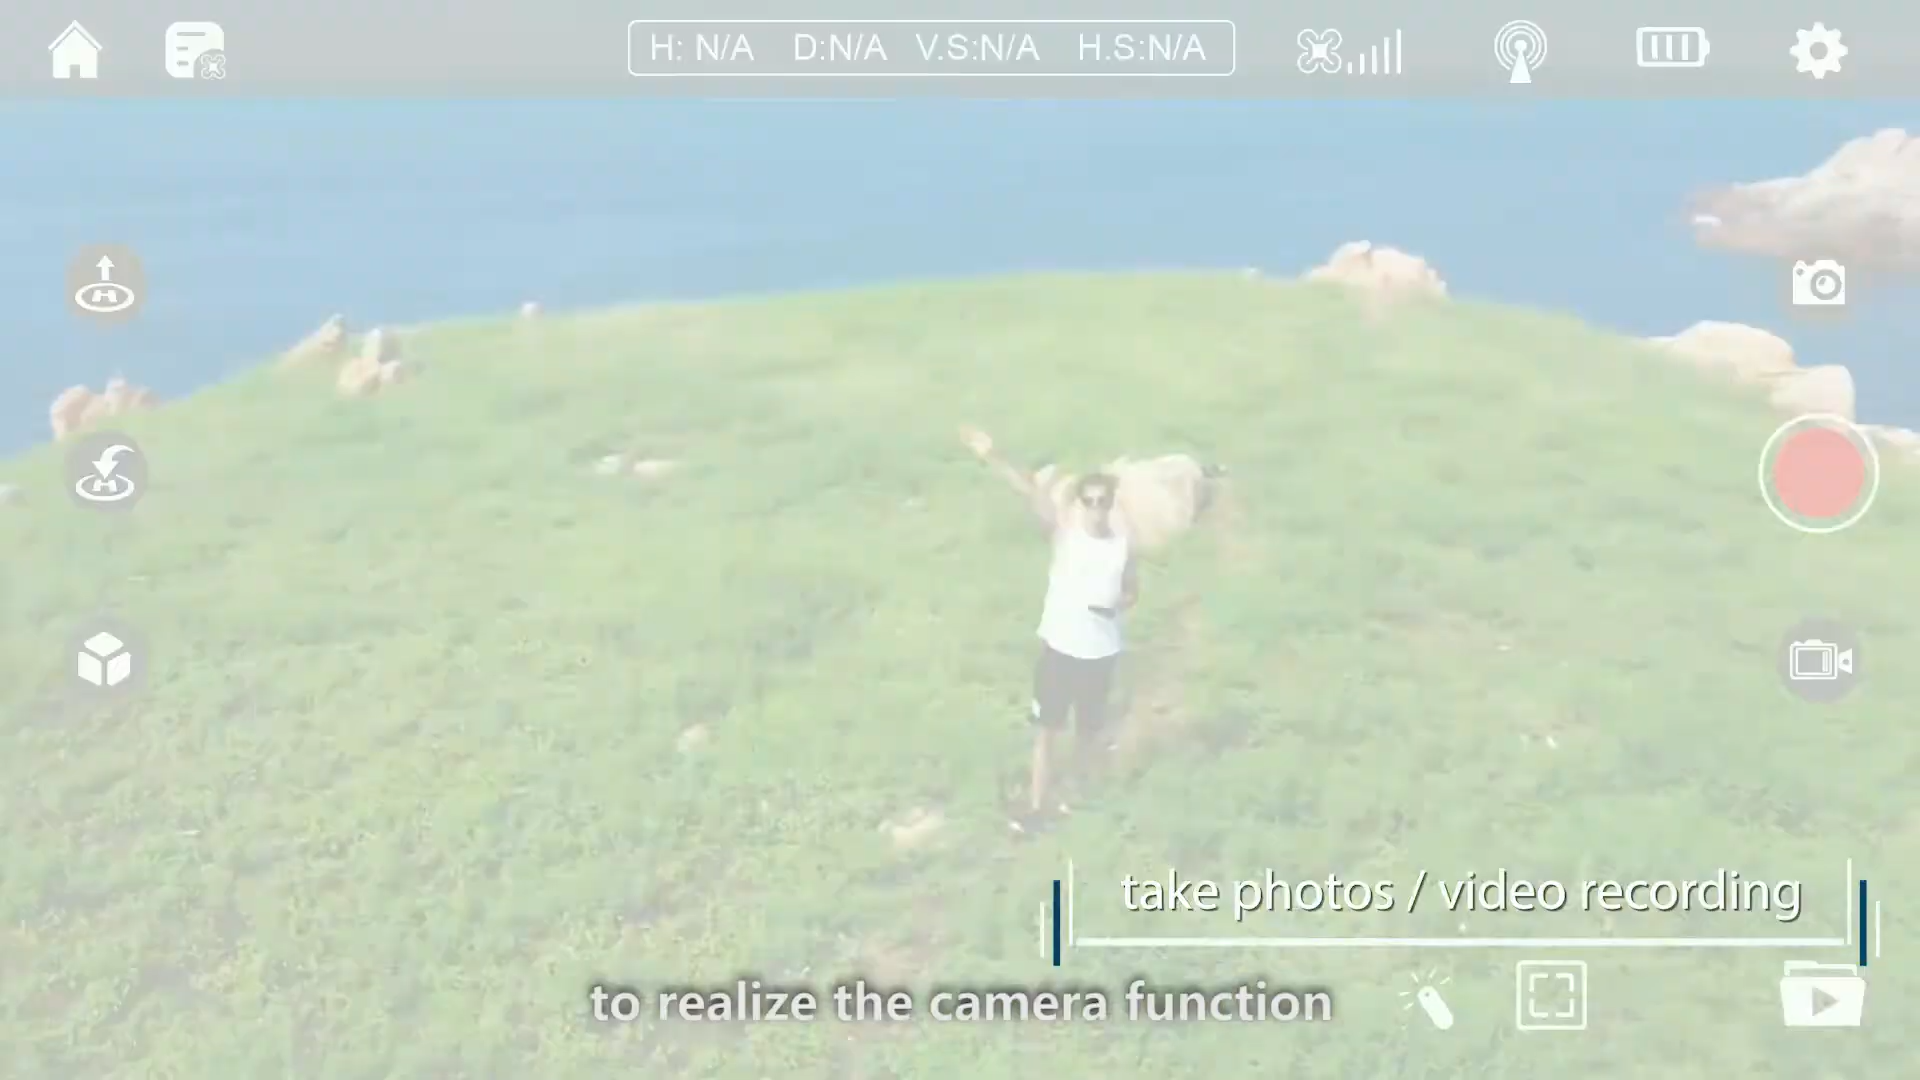 H: N/A D:N/A V.S:N/A H.S:N/A
take photos / video recording
to realize the camera function